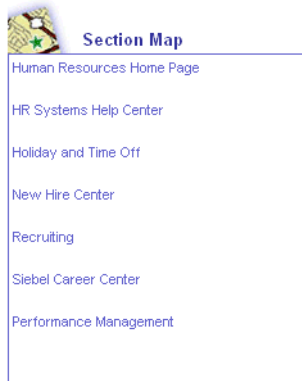 Section Map
Human Resources Home Page
HR Systems Help Center
Holiday and Time Off
New Hire Center
Recruiting
Siebel Career Center
Performance Management